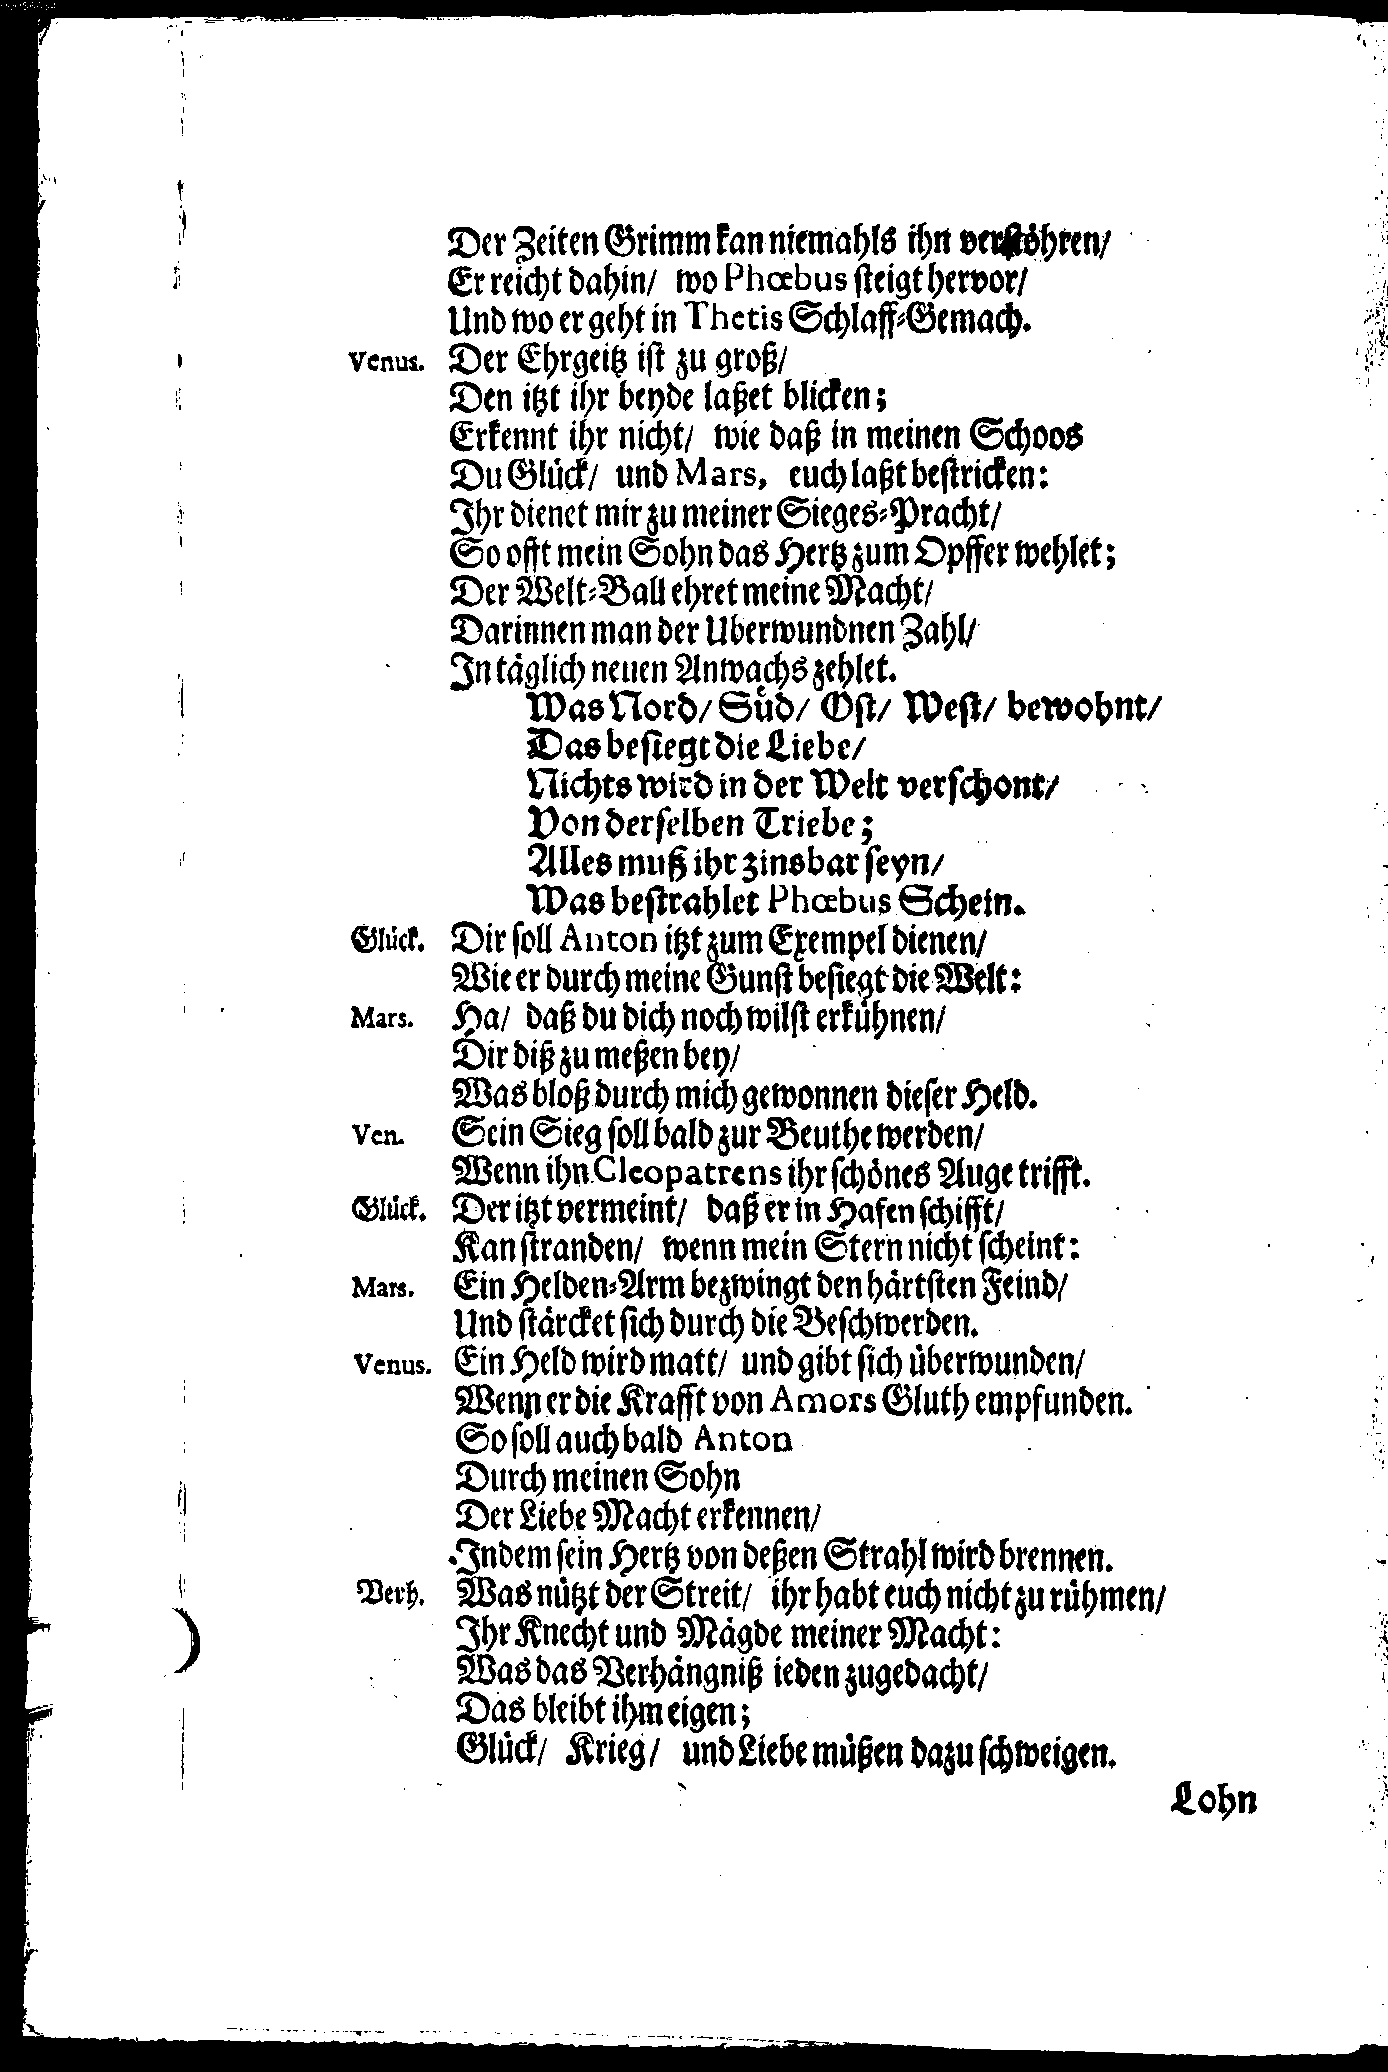 Der Zeiten Grimm kan niemahls ihn verstöhren/
Er reicht dahin/ wo Phœbus steigt hervor/
Und wo er geht in Thetis Schlaff-Gemach.
Venus. Der Ehrgeitz ist zu groß/
Den itzt ihr beyde laßet blicken;
Erkennt ihr nicht/ wie daß in meinen Schoos
Du Glück/ und Mars, euch laßt bestricken:
Ihr dienet mir zu meiner Sieges-Pracht/
So offt mein Sohn das Hertz zum Opffer wehlet;
Der Welt-Ball ehret meine Macht/
Darinnen man der Uberwundnen Zahl/
In täglich neuen Anwachs zehlet.
Was Nord/ Süd/ Ost/ West/ bewohnt/
Das besiegt die Liebe/
Nichts wird in der Welt verschont/
Von derselben Triebe;
Alles muß ihr zinsbar seyn/
Was bestrahlet Phœbus Schein.
Glück. Dir soll Anton itzt zum Exempel dienen/
Wie er durch meine Gunst besiegt die Welt:
Mars. Ha/ daß du dich noch wilst erkühnen/
Dir diß zu meßen bey/
Was bloß durch mich gewonnen dieser Held.
Ven. Sein Sieg soll bald zur Beuthe werden/
Wenn ihn Cleopatrens ihr schönes Auge trifft.
Glück. Der itzt vermeint/ daß er in Hafen schifft/
Kan stranden/ wenn mein Stern nicht scheint:
Mars. Ein Helden-Arm bezwingt den härtsten Feind/
Und stärcket sich durch die Beschwerden.
Venus. Ein Held wird matt/ und gibt sich überwunden/
Wenn er die Krafft von Amors Gluth empfunden.
So soll auch bald Anton
Durch meinen Sohn
Der Liebe Macht erkennen/
Indem sein Hertz von deßen Strahl wird brennen.
Verh. Was nützt der Streit/ ihr habt euch nicht zu rühmen/
Ihr Knecht und Mägde meiner Macht:
Was das Verhängniß ieden zugedacht/
Das bleibt ihm eigen;
Glück/ Krieg/ und Liebe müßen dazu schweigen.
Lohn